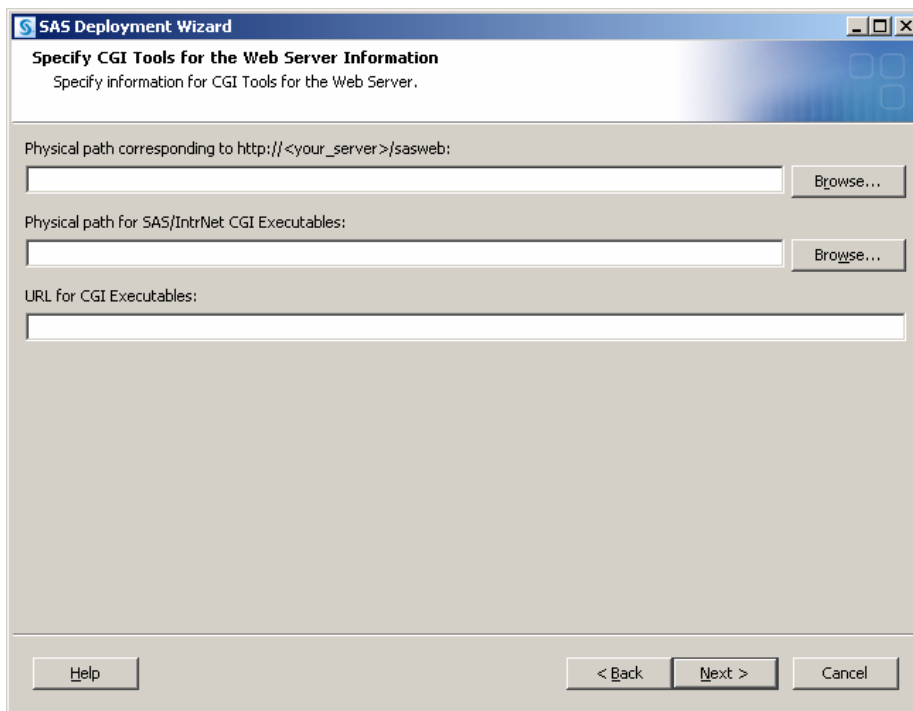 SAS Deployment Wizard
Specify CGI Tools for the Web Server Information
Specify information for CGI Tools for the Web Server.
Physical path corresponding to http://<your_server>/sasweb:
Browse...
Physical path for SAS/IntrNet CGI Executables:
Browse...
URL for CGI Executables:
Help
< Back
Next >
Cancel